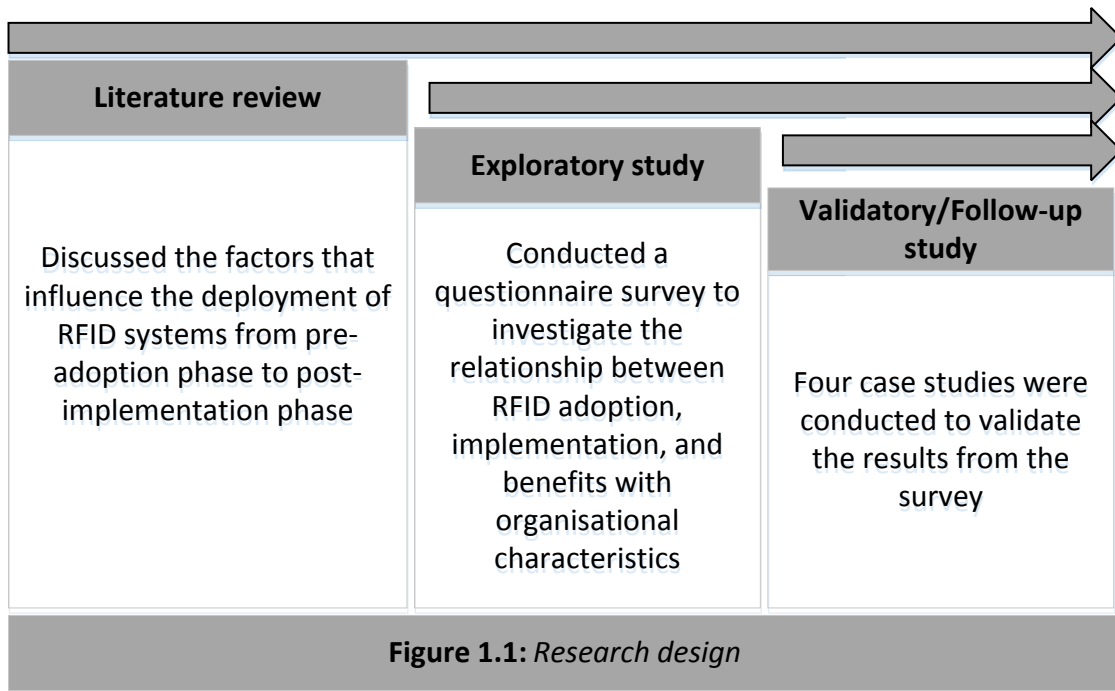 Literature review
Discussed the factors that
influence the deployment of
RFID systems from pre-
adoption phase to post-
implementation phase
Exploratory study
Conducted a
questionnaire survey to
investigate the
relationship between
RFID adoption,
implementation, and
benefits with
organisational
characteristics
Validatory/Follow-up
study
Four case studies were
conducted to validate
the results from the
survey
Figure 1.1: Research design